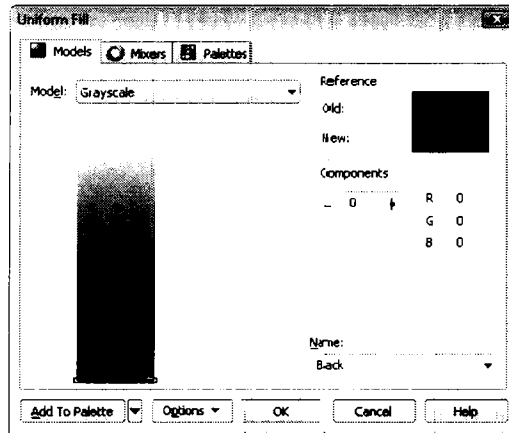 Uniform Fill
Models Mixers Palettes
Model: Grayscale
Reference
Old:
New:
Components
0 R 0
G 0
B 0
Name:
Black
Add To Palette Options OK Cancel Help